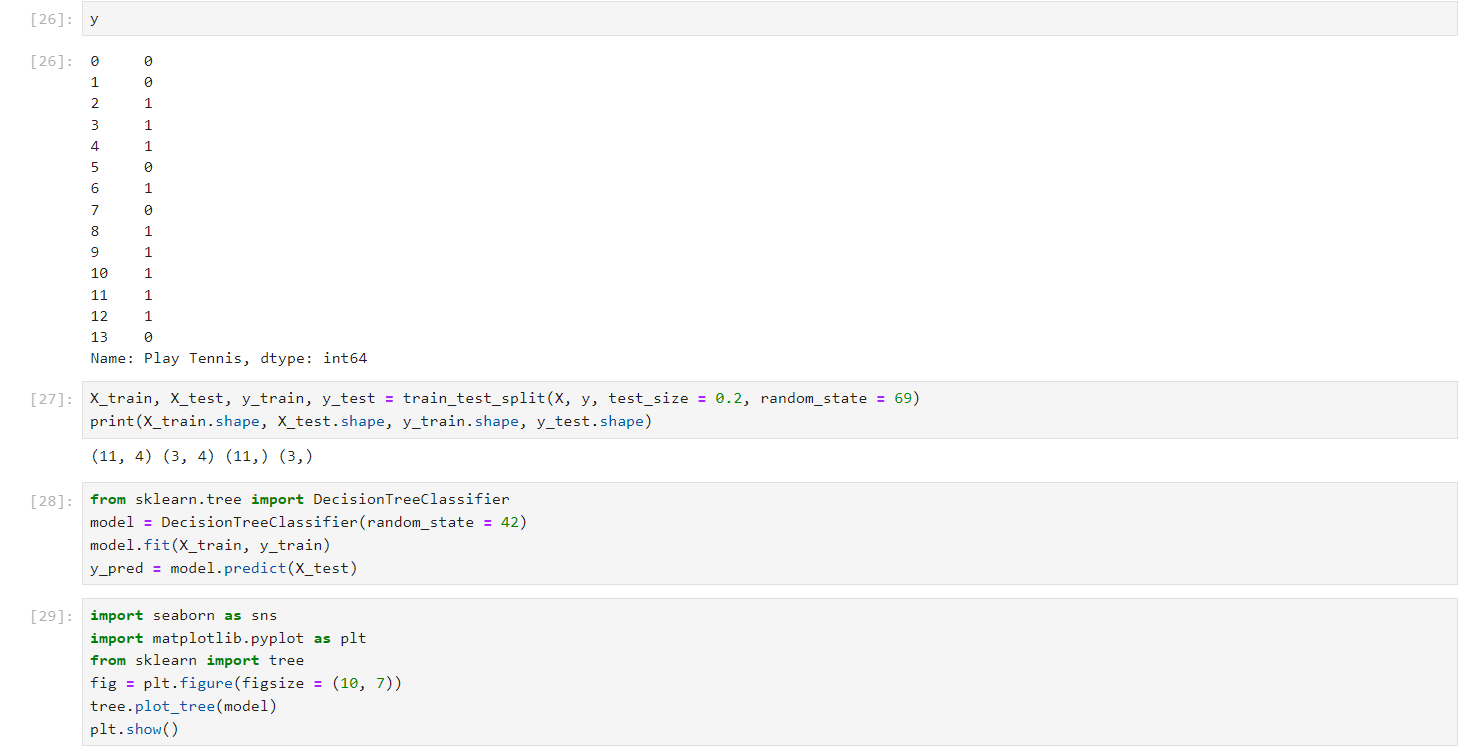 [26]: y
[26]: 0 0
1 0
2 1
3 1
4 1
5 0
6 1
7 0
8 1
9 1
10 1
11 1
12 1
13 0
Name: Play Tennis, dtype: int64
[27]: X_train, X_test, y_train, y_test = train_test_split(X, y, test_size = 0.2, random_state = 69)
print(X_train.shape, X_test.shape, y_train.shape, y_test.shape)
(11, 4) (3, 4) (11,) (3,)
[28]: from sklearn.tree import DecisionTreeClassifier
model = DecisionTreeClassifier(random_state = 42)
model.fit(X_train, y_train)
y_pred = model.predict(X_test)
[29]: import seaborn as sns
import matplotlib.pyplot as plt
from sklearn import tree
fig = plt.figure(figsize = (10, 7))
tree.plot_tree(model)
plt.show()